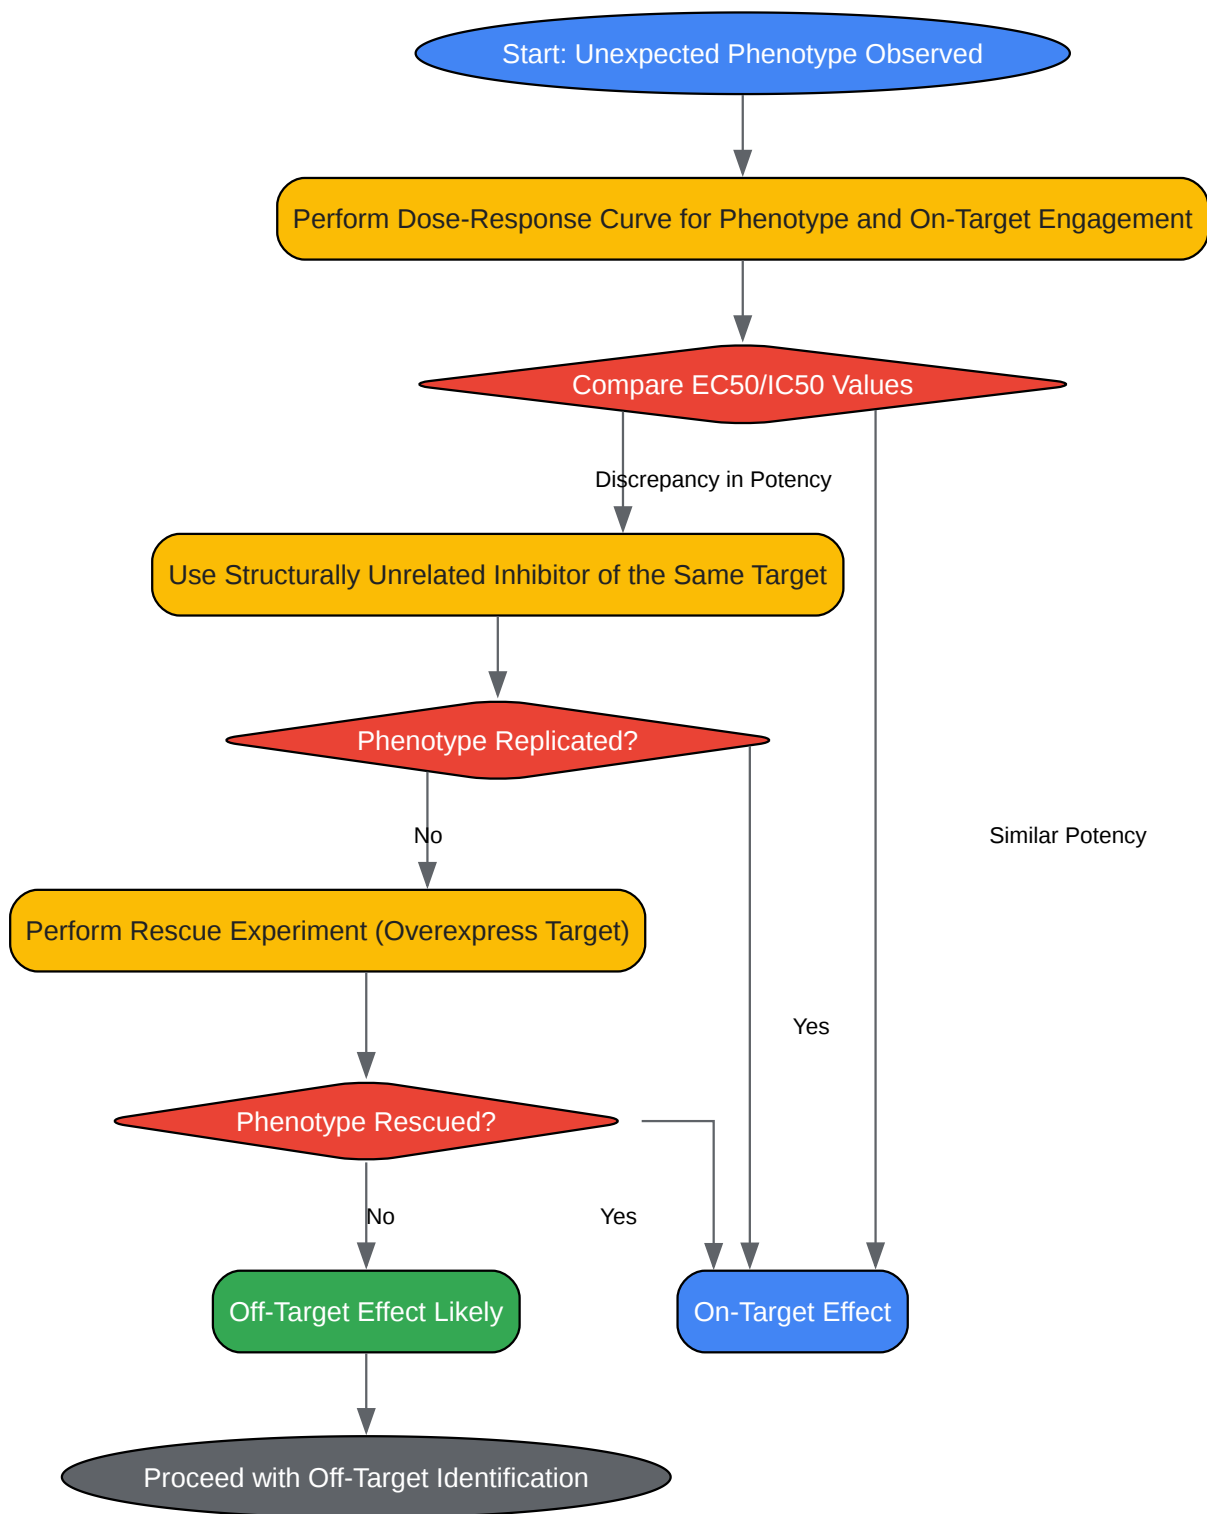 Start: Unexpected Phenotype Observed
Perform Dose-Response Curve for Phenotype and On-Target Engagement
Compare EC50/IC50 Values
Discrepancy in Potency
Use Structurally Unrelated Inhibitor of the Same Target
Phenotype Replicated?
No
Similar Potency
Perform Rescue Experiment (Overexpress Target)
Yes
Phenotype Rescued?
No
Yes
Off-Target Effect Likely
On-Target Effect
Proceed with Off-Target Identification